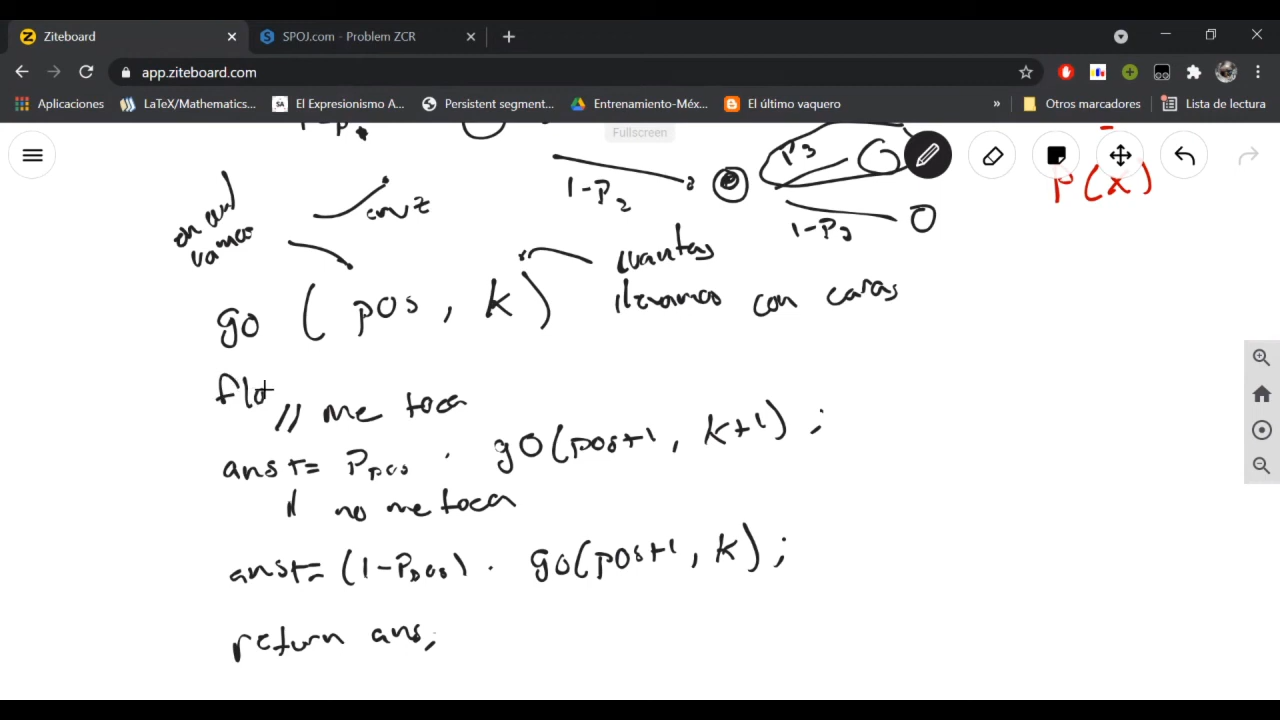 Ziteboard
SPOJ.com - Problem ZCR
app.ziteboard.com
Aplicaciones
LaTeX/Mathematics...
El Expresionismo A...
Persistent segment...
Entrenamiento-Méx...
El último vaquero
»
Otros marcadores
Lista de lectura
Fullscreen
1-P
P3
1-P2
1-P3
P(x)
vamos
go ( pos , k )
cuantas
llevamos con caras
// me toca
ans += Ppos . go(pos+1, k+1) ;
// no me toca
ans += (1-Ppos) . go(pos+1, k) ;
return ans;